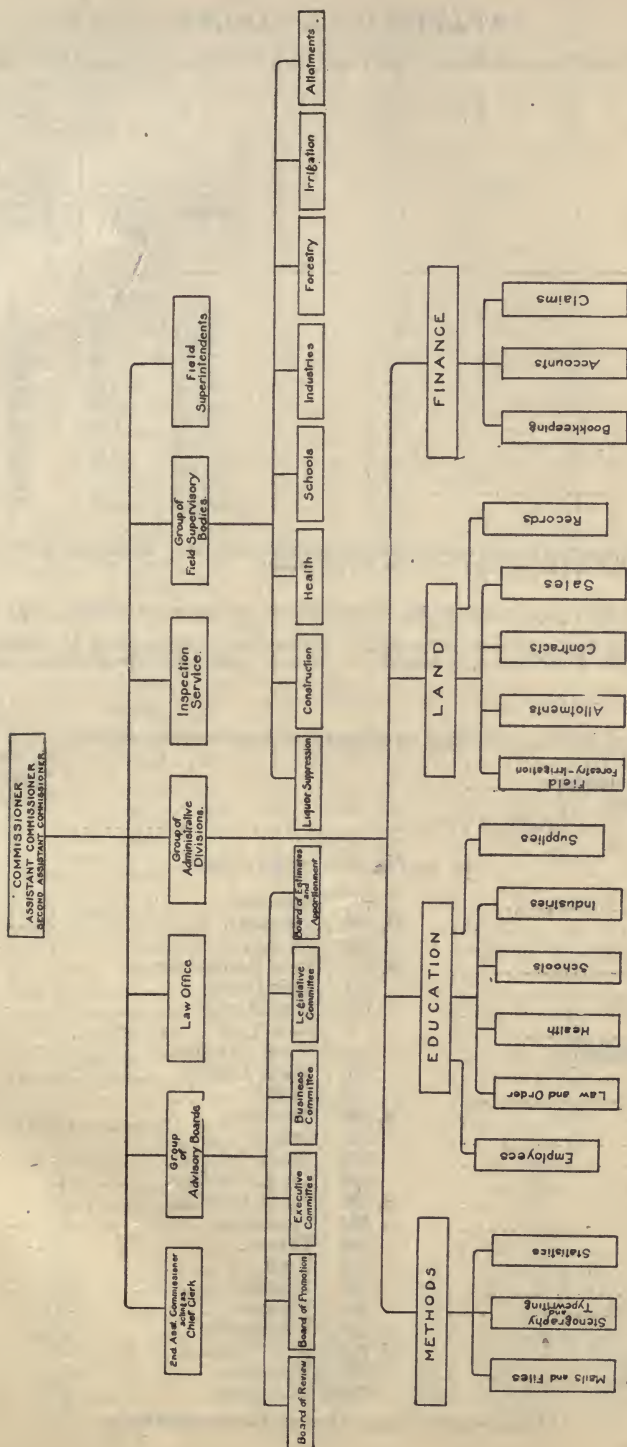 COMMISSIONER
ASSISTANT COMMISSIONER
SECOND ASSISTANT COMMISSIONER
2nd Asst. Commissioner
acting as
Chief Clerk
Group
of
Advisory Boards
Law Office
Group of
Administrative
Divisions.
Inspection
Service.
Group of
Field Supervisory
Bodies.
Field
Superintendents
Board of Review
Board of Promotion
Executive
Committee
Business
Committee
Legislative
Committee
Board of Estimates
and
Apportionment
Liquor Suppression
Construction
Health
Schools
Industries
Forestry
Irrigation
Allotments
METHODS
EDUCATION
LAND
FINANCE
Mails and Files
Stenography
and
Typewriting
Statistics
Employees
Law and Order
Health
Schools
Industries
Supplies
Field
Forestry-Irrigation
Allotments
Contracts
Sales
Records
Bookkeeping
Accounts
Claims